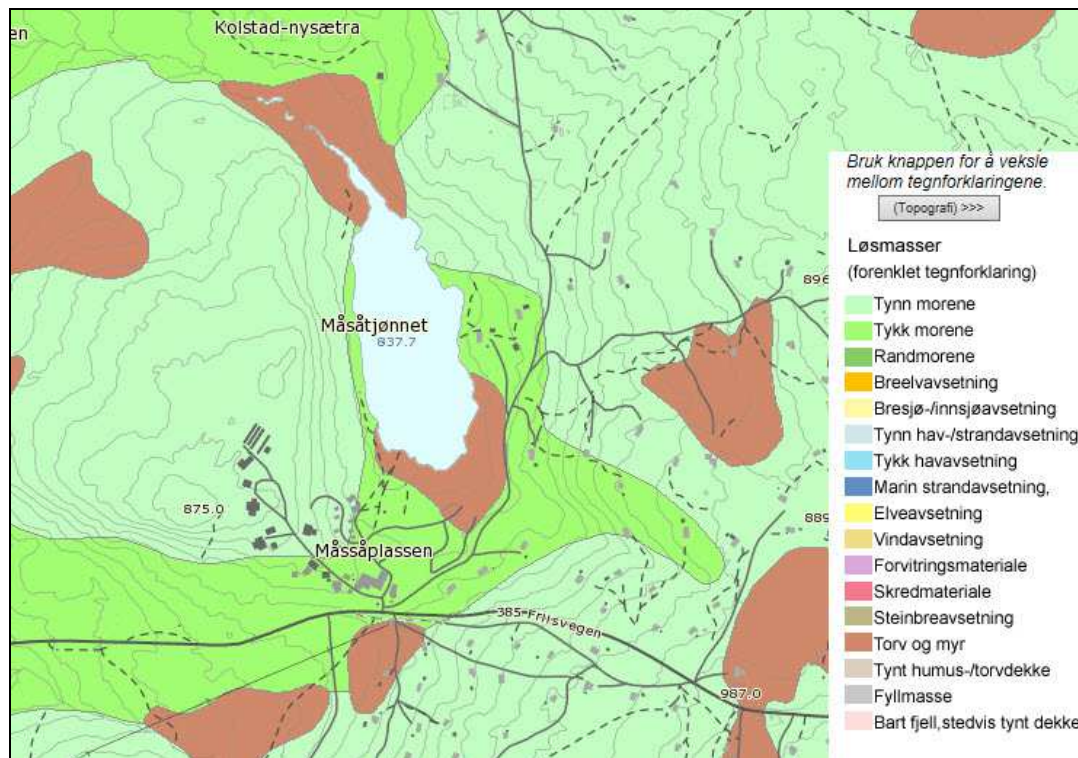 en
Kolstad-nysætra
Måsåtjønnet
837.7
896
875.0
889
Måssåplassen
385 Friisvegen
987.0
Bruk knappen for å veksle
mellom tegnforklaringene.
(Topografi) >>>
Løsmasser
(forenklet tegnforklaring)
Tynn morene
Tykk morene
Randmorene
Breelvavsetning
Bresjø-/innsjøavsetning
Tynn hav-/strandavsetning
Tykk havavsetning
Marin strandavsetning,
Elveavsetning
Vindavsetning
Forvitringsmateriale
Skredmateriale
Steinbreavsetning
Torv og myr
Tynt humus-/torvdekke
Fyllmasse
Bart fjell,stedvis tynt dekke